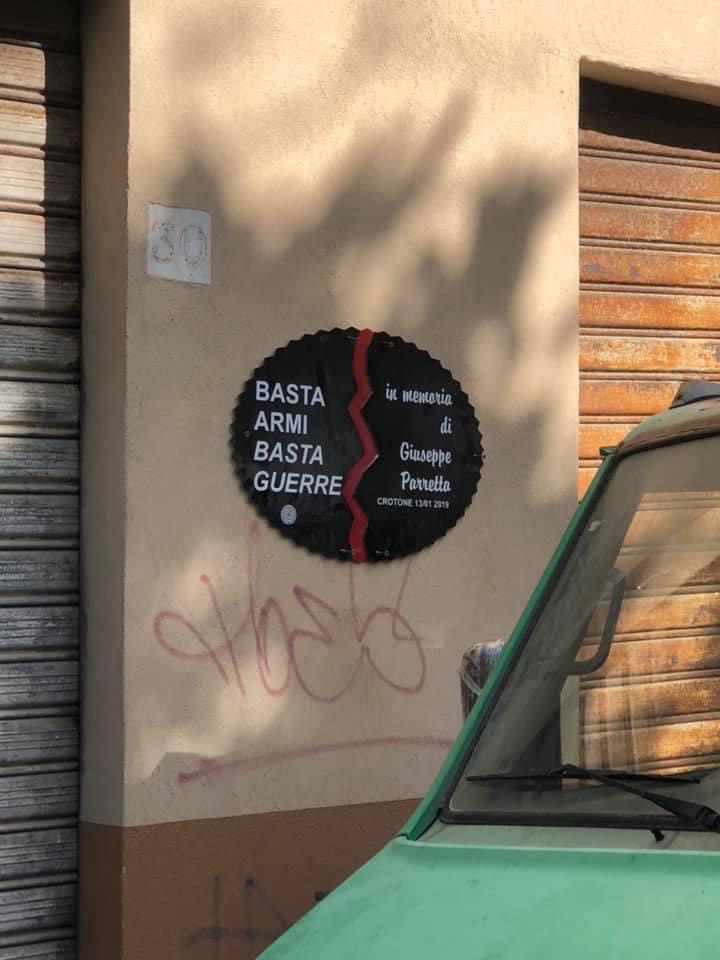 30
BASTA
ARMI
BASTA
GUERRE
in memoria
di
Giuseppe
Parretta
CROTONE 13/01 2019